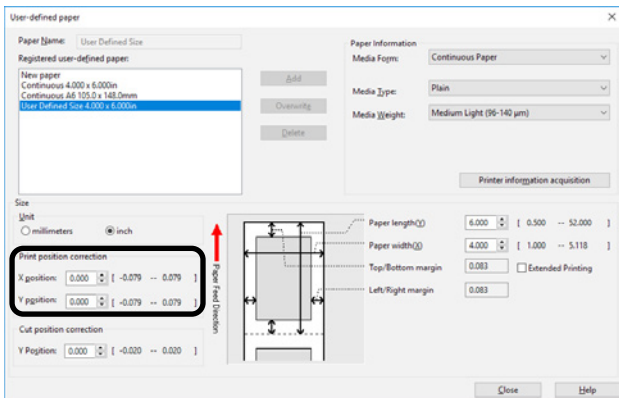 User-defined paper
Paper Name: User Defined Size
Registered user-defined paper:
New paper
Continuous 4.000 x 6.000in
Continuous A6 105.0 x 148.0mm
User Defined Size 4.000 x 6.000in
Add
Overwrite
Delete
Paper Information
Media Form: Continuous Paper
Media Type: Plain
Media Weight: Medium Light (96-140 μm)
Printer information acquisition
Size
Unit
millimeters inch
Print position correction
X position: 0.000 [ -0.079 -- 0.079 ]
Y position: 0.000 [ -0.079 -- 0.079 ]
Cut position correction
Y Position: 0.000 [ -0.020 -- 0.020 ]
Paper Feed Direction
Paper length(Y) 6.000 [ 0.500 -- 52.000 ]
Paper width(X) 4.000 [ 1.000 -- 5.118 ]
Top/Bottom margin 0.083 Extended Printing
Left/Right margin 0.083
Close Help